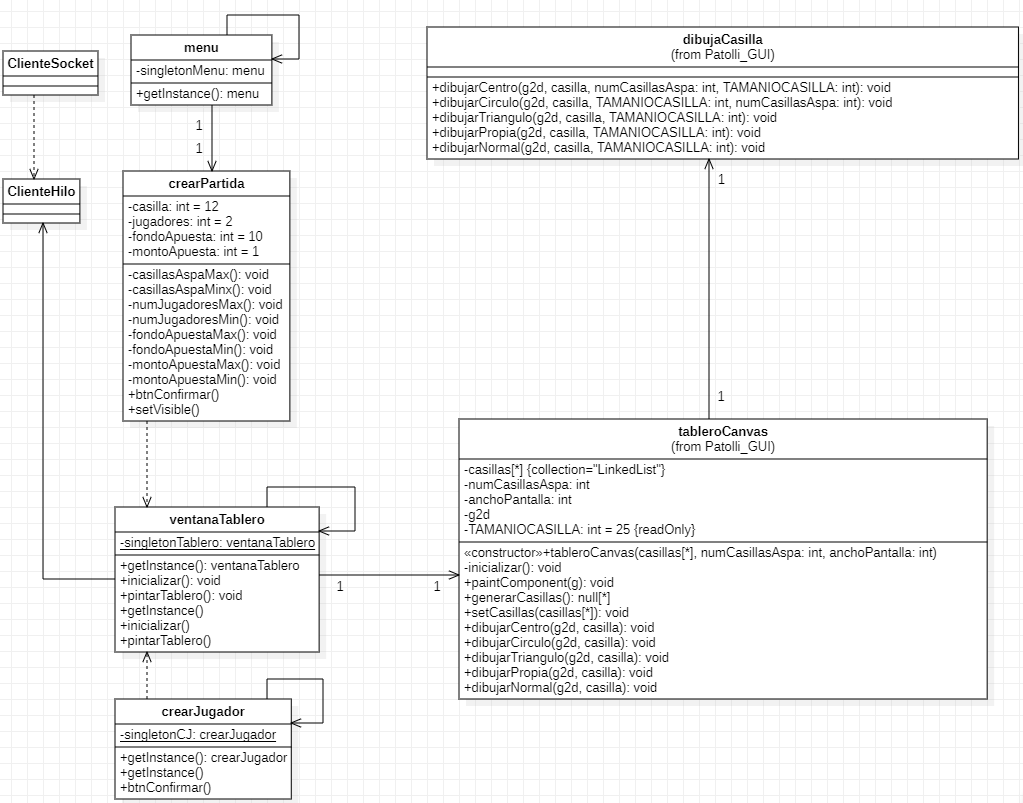 ClienteSocket
ClienteHilo
menu
-singletonMenu: menu
+getInstance(): menu
1
1
crearPartida
-casilla: int = 12
-jugadores: int = 2
-fondoApuesta: int = 10
-montoApuesta: int = 1
-casillasAspaMax(): void
-casillasAspaMinx(): void
-numJugadoresMax(): void
-numJugadoresMin(): void
-fondoApuestaMax(): void
-fondoApuestaMin(): void
-montoApuestaMax(): void
-montoApuestaMin(): void
+btnConfirmar()
+setVisible()
ventanaTablero
-singletonTablero: ventanaTablero
+getInstance(): ventanaTablero
+inicializar(): void
+pintarTablero(): void
+getInstance()
+inicializar()
+pintarTablero()
1
1
crearJugador
-singletonCJ: crearJugador
+getInstance(): crearJugador
+getInstance()
+btnConfirmar()
dibujaCasilla
(from Patolli_GUI)
+dibujarCentro(g2d, casilla, numCasillasAspa: int, TAMANIOCASILLA: int): void
+dibujarCirculo(g2d, casilla, TAMANIOCASILLA: int, numCasillasAspa: int): void
+dibujarTriangulo(g2d, casilla, TAMANIOCASILLA: int): void
+dibujarPropia(g2d, casilla, TAMANIOCASILLA: int): void
+dibujarNormal(g2d, casilla, TAMANIOCASILLA: int): void
1
1
tableroCanvas
(from Patolli_GUI)
-casillas[*] {collection="LinkedList"}
-numCasillasAspa: int
-anchoPantalla: int
-g2d
-TAMANIOCASILLA: int = 25 {readOnly}
«constructor»+tableroCanvas(casillas[*], numCasillasAspa: int, anchoPantalla: int)
-inicializar(): void
+paintComponent(g): void
+generarCasillas(): null[*]
+setCasillas(casillas[*]): void
+dibujarCentro(g2d, casilla): void
+dibujarCirculo(g2d, casilla): void
+dibujarTriangulo(g2d, casilla): void
+dibujarPropia(g2d, casilla): void
+dibujarNormal(g2d, casilla): void